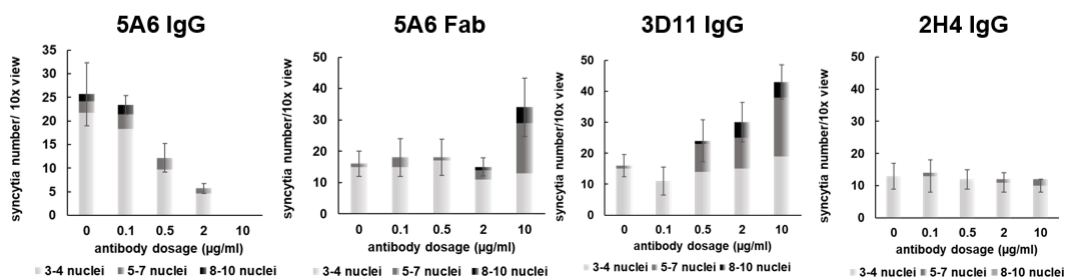 5A6 IgG
syncytia number/ 10x view
35
30
25
20
15
10
5
0
0 0.1 0.5 2 10
antibody dosage (µg/ml)
3-4 nuclei 5-7 nuclei 8-10 nuclei
5A6 Fab
syncytia number/10x view
50
40
30
20
10
0
0 0.1 0.5 2 10
antibody dosage (µg/ml)
3-4 nuclei 5-7 nuclei 8-10 nuclei
3D11 IgG
syncytia number/10x view
50
40
30
20
10
0
0 0.1 0.5 2 10
antibody dosage (µg/ml)
3-4 nuclei 5-7 nuclei 8-10 nuclei
2H4 IgG
syncytia number/10x view
50
40
30
20
10
0
0 0.1 0.5 2 10
antibody dosage (µg/ml)
3-4 nuclei 5-7 nuclei 8-10 nuclei